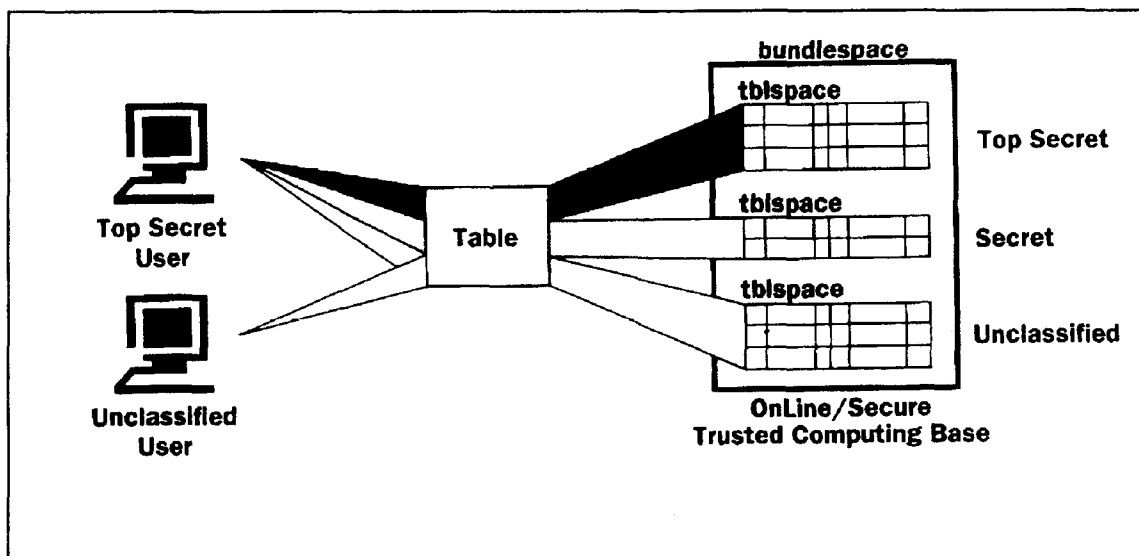 bundlespace
tblspace
Top Secret
Top Secret
User
tblspace
Table
Secret
tblspace
Unclassified
Unclassified
User
OnLine/Secure
Trusted Computing Base